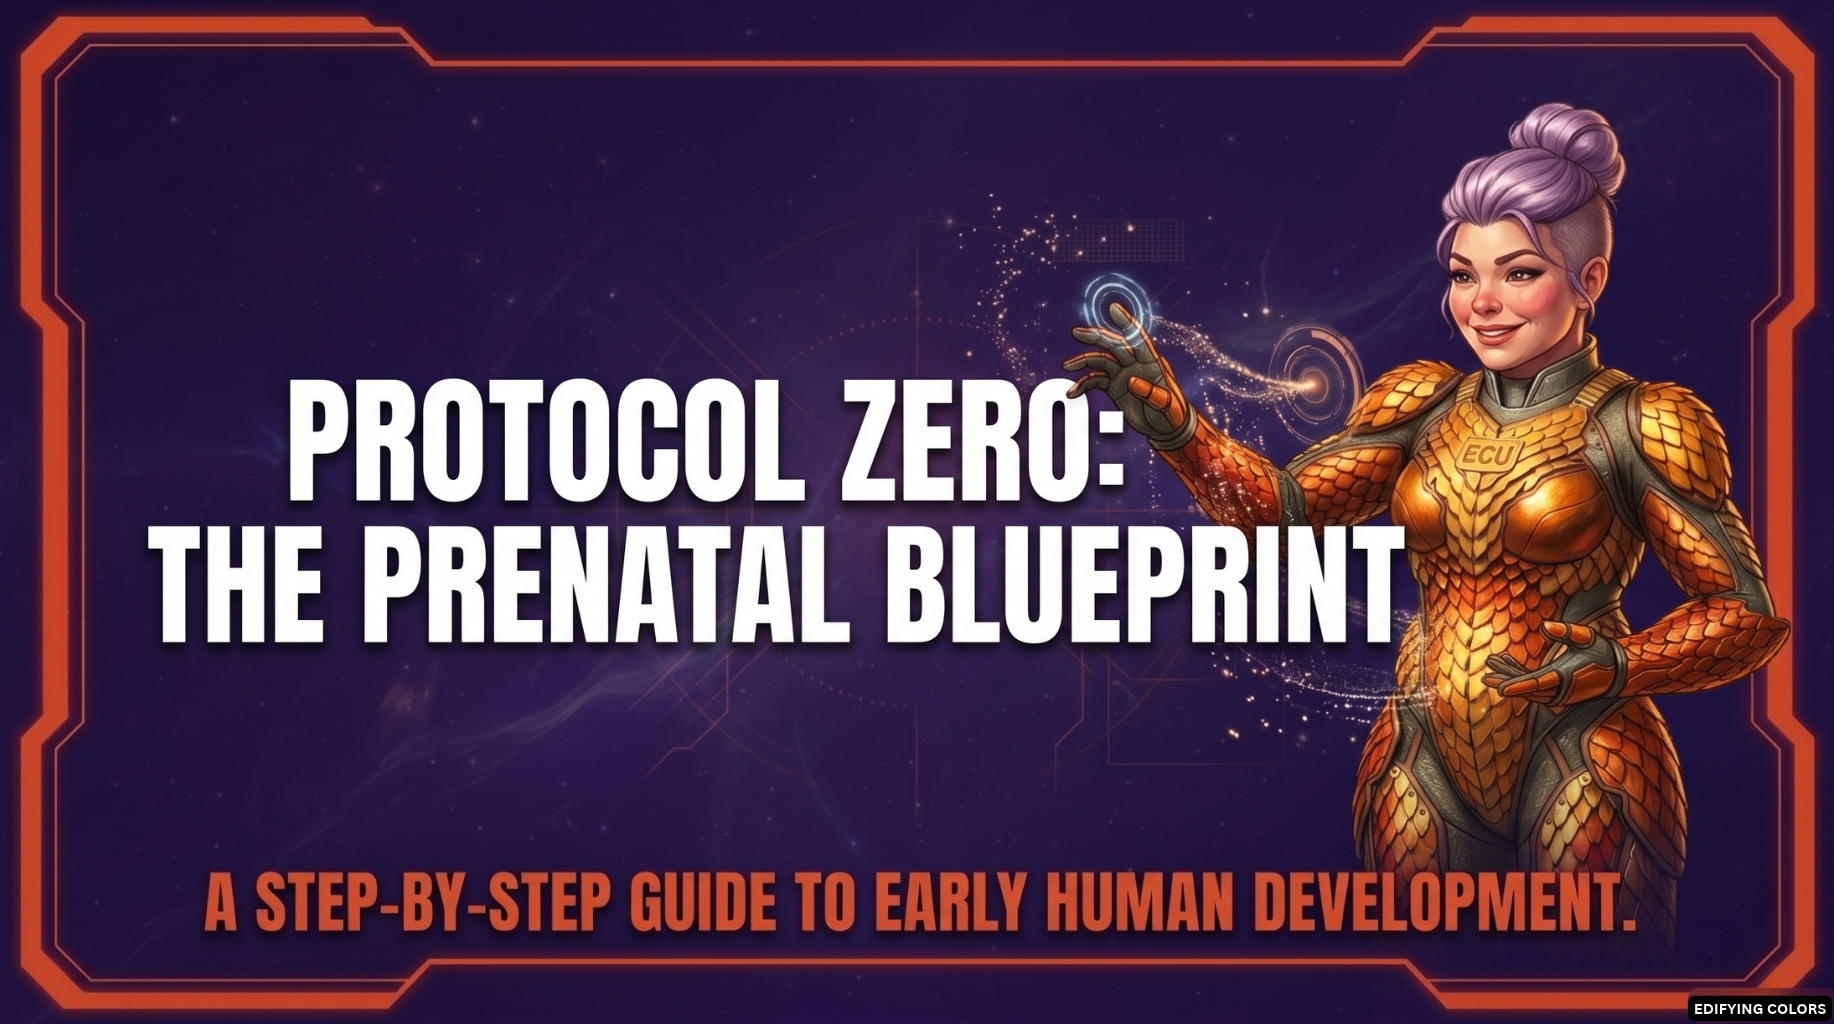 PROTOCOL ZERO:
THE PRENATAL BLUEPRINT
ECU
A STEP-BY-STEP GUIDE TO EARLY HUMAN DEVELOPMENT.
EDIFYING COLORS